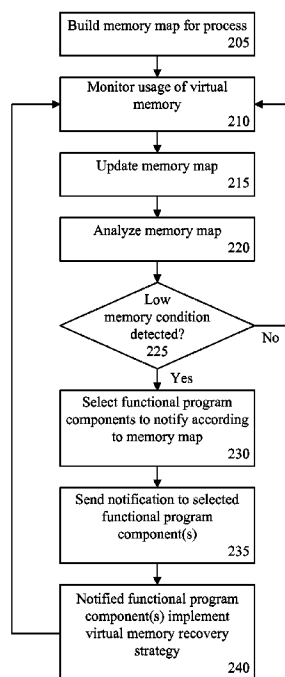 Build memory map for process
205
Monitor usage of virtual
memory
210
Update memory map
215
Analyze memory map
220
Low
memory condition
detected?
225
No
Yes
Select functional program
components to notify according
to memory map
230
Send notification to selected
functional program
component(s)
235
Notified functional program
component(s) implement
virtual memory recovery
strategy
240